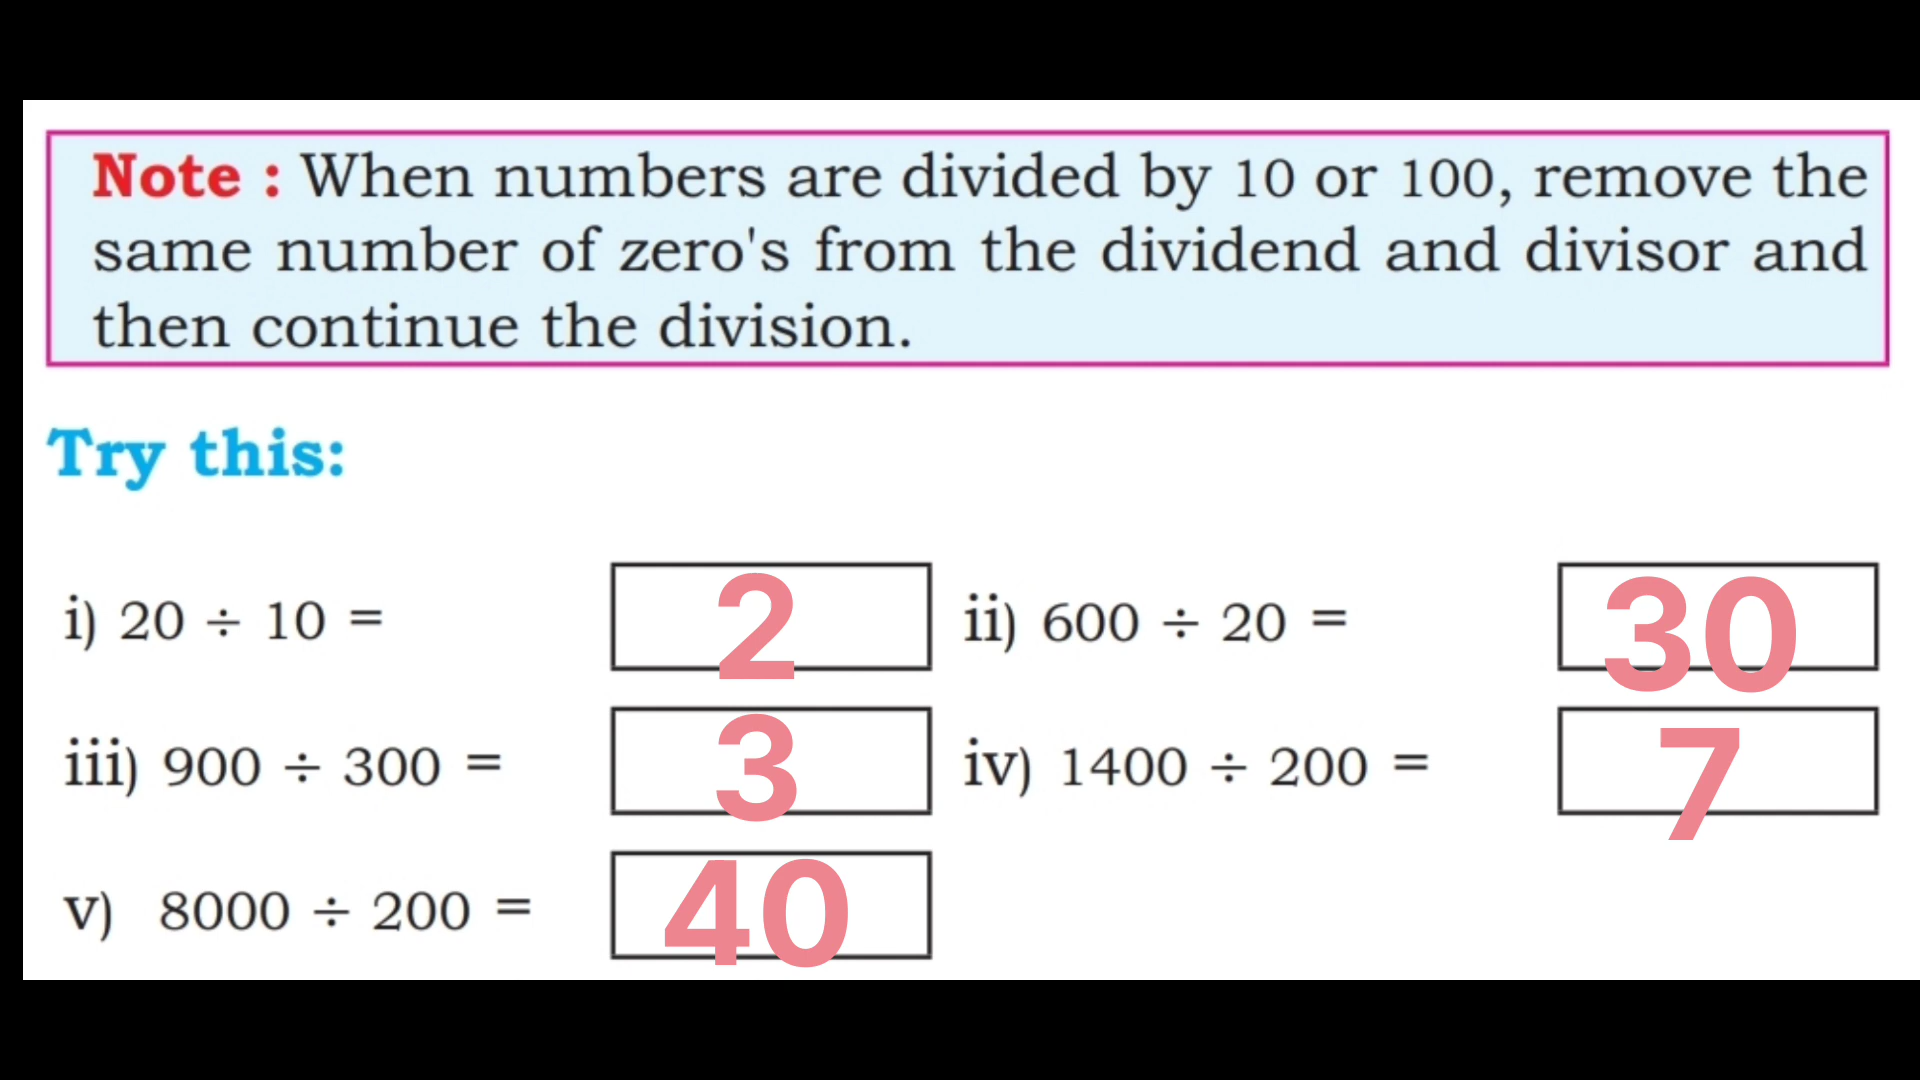 Note : When numbers are divided by 10 or 100, remove the
same number of zero's from the dividend and divisor and
then continue the division.
Try this:
i) 20 ÷ 10 = 2 ii) 600 ÷ 20 = 30
iii) 900 ÷ 300 = 3 iv) 1400 ÷ 200 = 7
v) 8000 ÷ 200 = 40